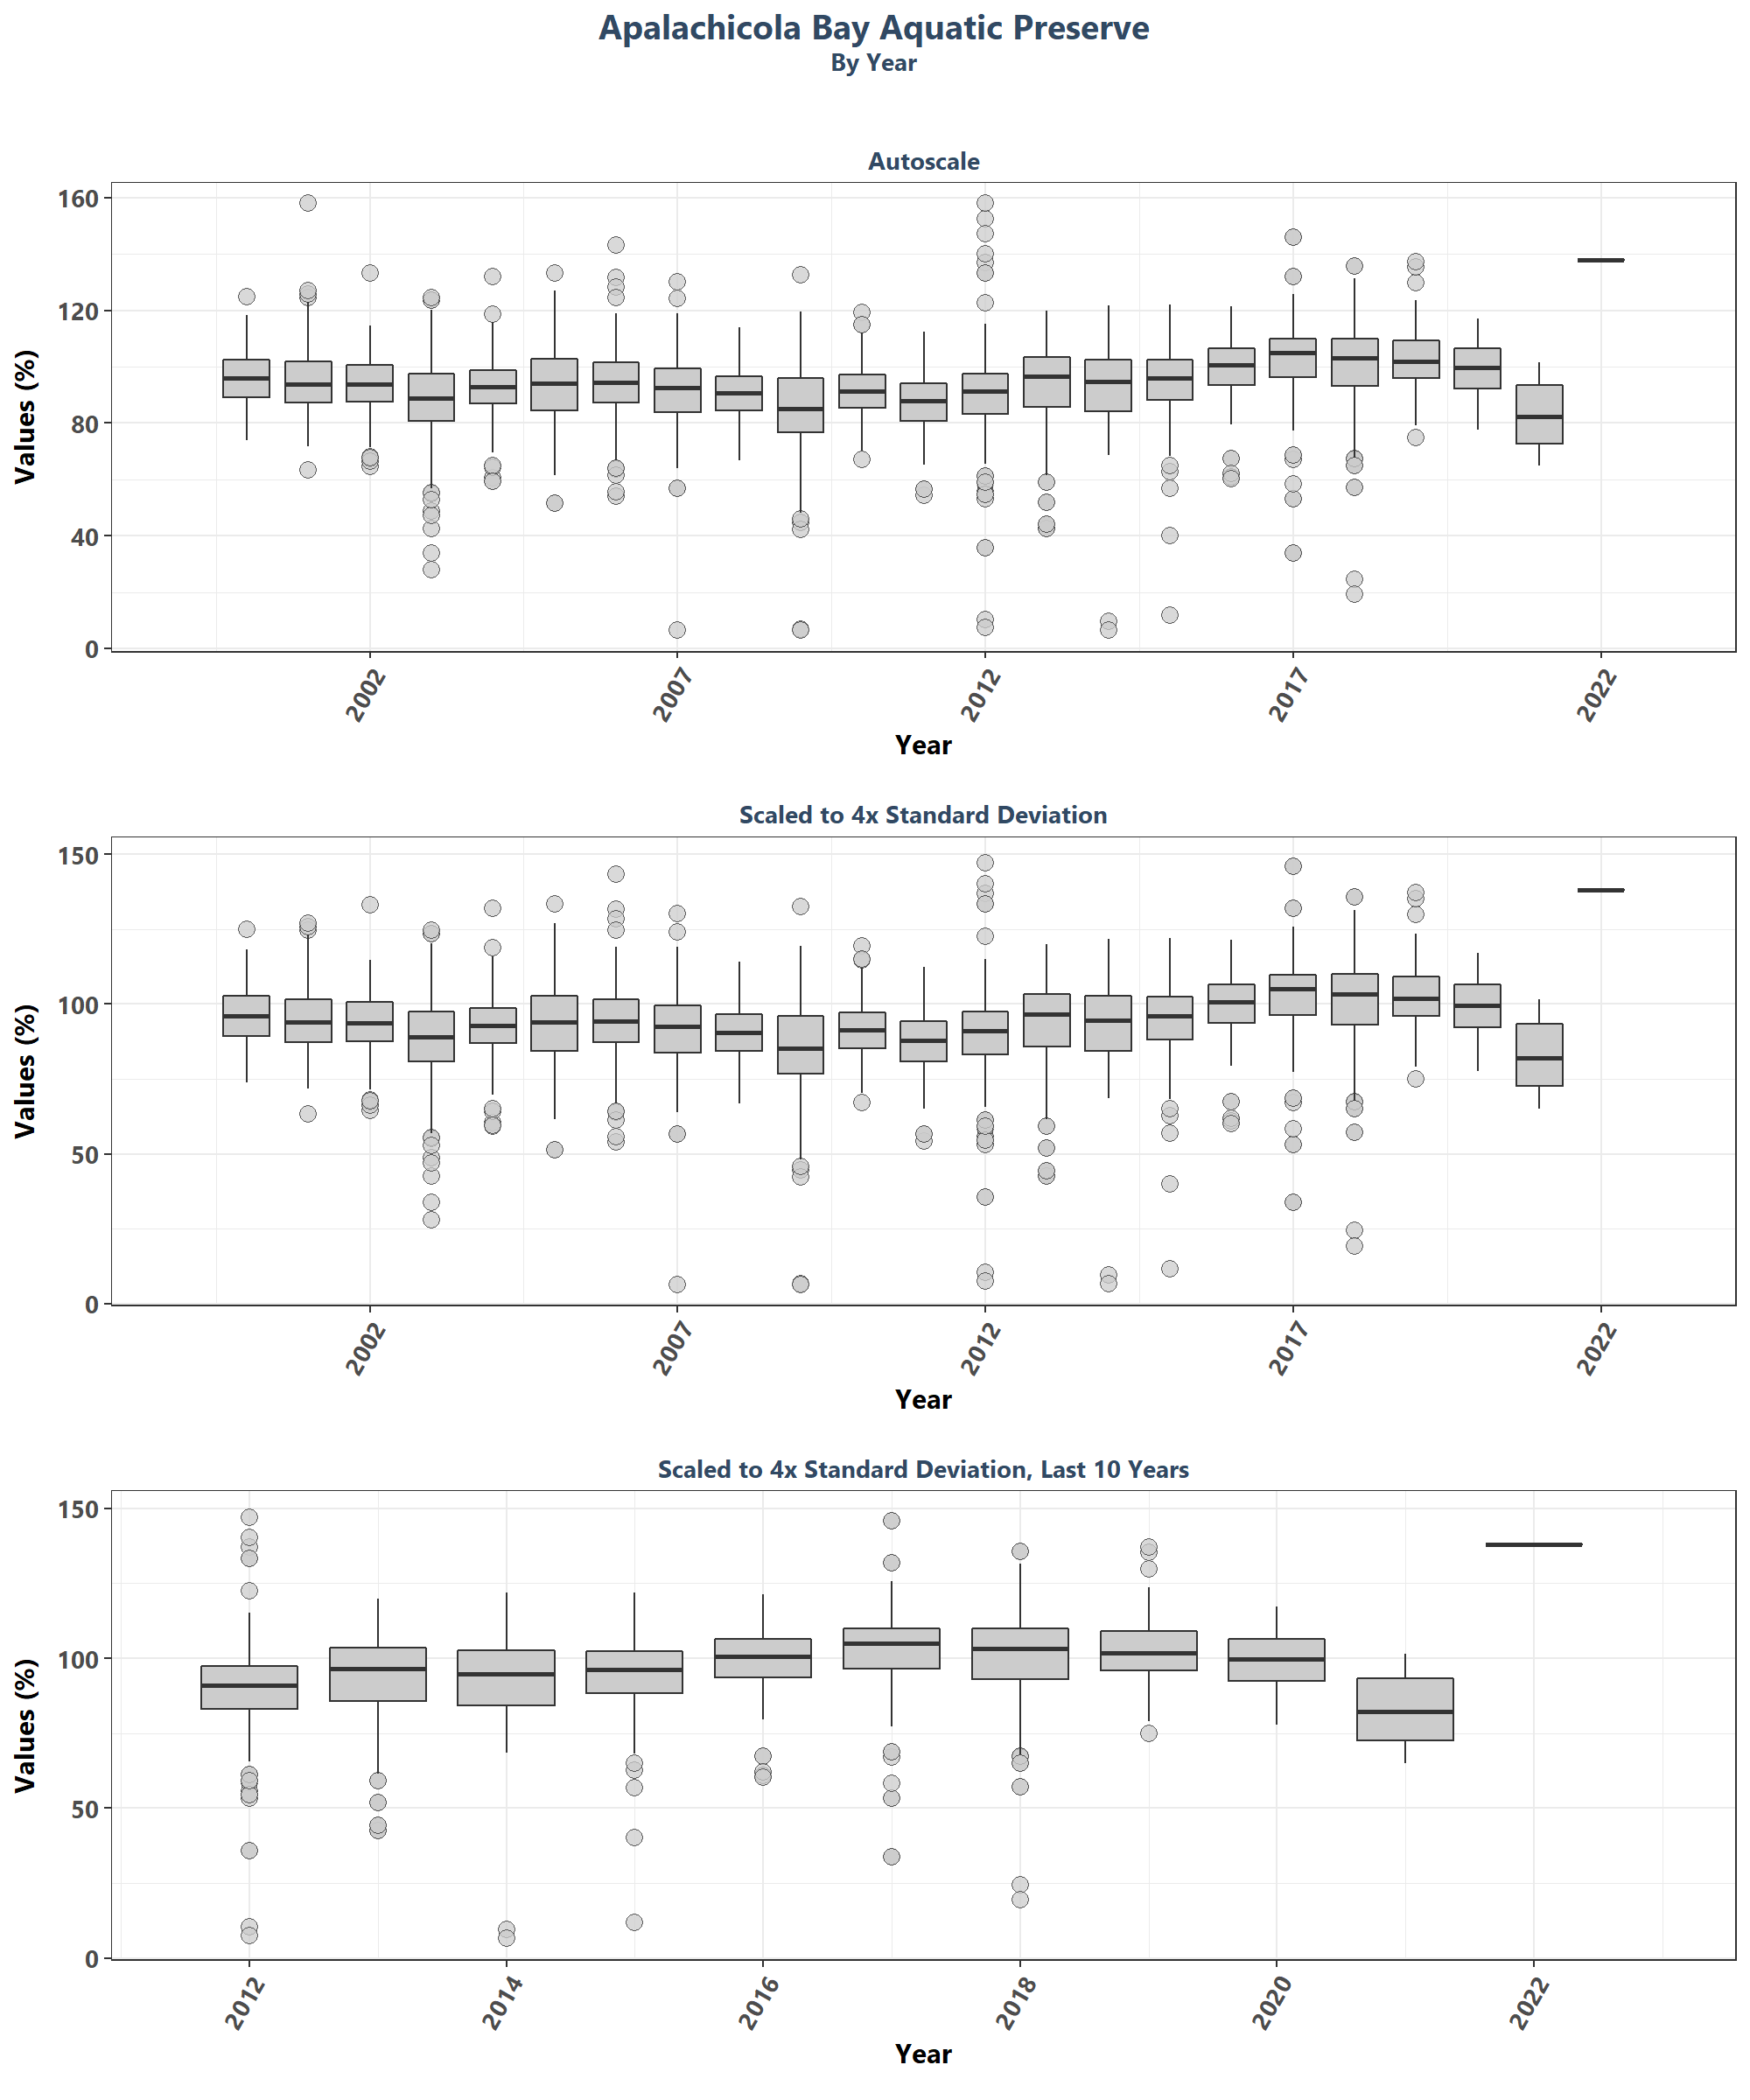 Apalachicola Bay Aquatic Preserve
By Year
Autoscale
160
120
80
40
0
Values (%)
2002 2007 2012 2017 2022
Year
Scaled to 4x Standard Deviation
150
100
50
0
Values (%)
2002 2007 2012 2017 2022
Year
Scaled to 4x Standard Deviation, Last 10 Years
150
100
50
0
Values (%)
2012 2014 2016 2018 2020 2022
Year